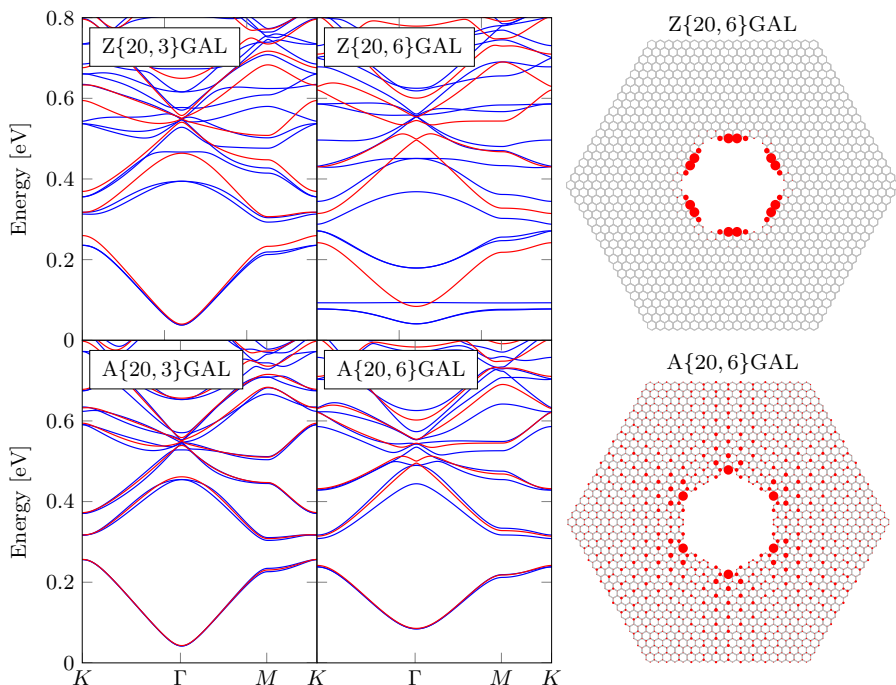 Z{20, 3}GAL
Z{20, 6}GAL
Z{20, 6}GAL
0.8
0.6
0.4
0.2
0
Energy [eV]
A{20, 3}GAL
A{20, 6}GAL
A{20, 6}GAL
0.6
0.4
0.2
0
Energy [eV]
K Γ M K Γ M K